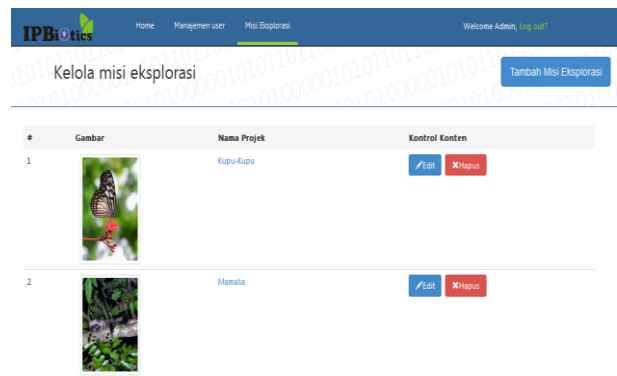 IPBiotics
Home Manajemen user Misi Eksplorasi Welcome Admin, Log out?
Kelola misi eksplorasi Tambah Misi Eksplorasi
# Gambar Nama Projek Kontrol Konten
1 Kupu-Kupu Edit Hapus
2 Mamalia Edit Hapus